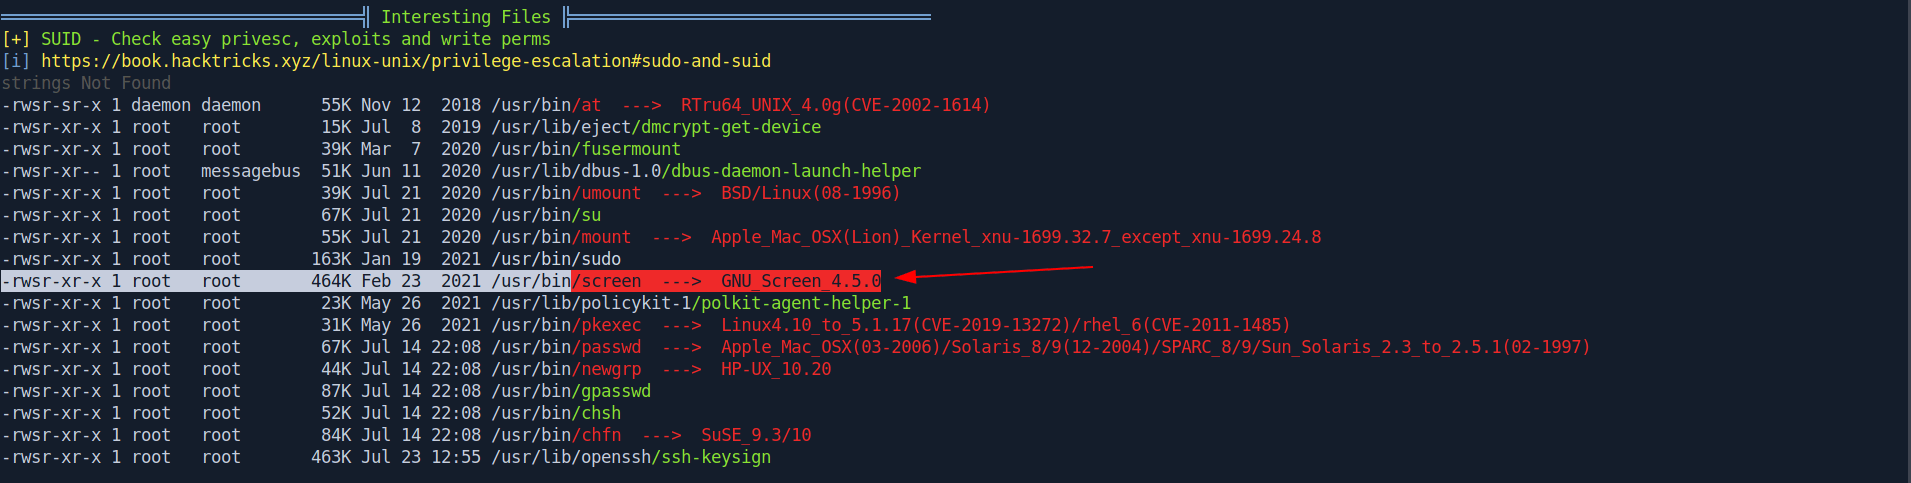 Interesting Files
[+] SUID - Check easy privesc, exploits and write perms
[i] https://book.hacktricks.xyz/linux-unix/privilege-escalation#sudo-and-suid
strings Not Found
-rwsr-sr-x 1 daemon daemon 55K Nov 12 2018 /usr/bin/at ---> RTru64_UNIX_4.0g(CVE-2002-1614)
-rwsr-xr-x 1 root root 15K Jul 8 2019 /usr/lib/eject/dmcrypt-get-device
-rwsr-xr-x 1 root root 39K Mar 7 2020 /usr/bin/fusermount
-rwsr-xr-- 1 root messagebus 51K Jun 11 2020 /usr/lib/dbus-1.0/dbus-daemon-launch-helper
-rwsr-xr-x 1 root root 39K Jul 21 2020 /usr/bin/umount ---> BSD/Linux(08-1996)
-rwsr-xr-x 1 root root 67K Jul 21 2020 /usr/bin/su
-rwsr-xr-x 1 root root 55K Jul 21 2020 /usr/bin/mount ---> Apple_Mac_OSX(Lion)_Kernel_xnu-1699.32.7_except_xnu-1699.24.8
-rwsr-xr-x 1 root root 163K Jan 19 2021 /usr/bin/sudo
-rwsr-xr-x 1 root root 464K Feb 23 2021 /usr/bin/screen ---> GNU_Screen_4.5.0
-rwsr-xr-x 1 root root 23K May 26 2021 /usr/lib/policykit-1/polkit-agent-helper-1
-rwsr-xr-x 1 root root 31K May 26 2021 /usr/bin/pkexec ---> Linux4.10_to_5.1.17(CVE-2019-13272)/rhel_6(CVE-2011-1485)
-rwsr-xr-x 1 root root 67K Jul 14 22:08 /usr/bin/passwd ---> Apple_Mac_OSX(03-2006)/Solaris_8/9(12-2004)/SPARC_8/9/Sun_Solaris_2.3_to_2.5.1(02-1997)
-rwsr-xr-x 1 root root 44K Jul 14 22:08 /usr/bin/newgrp ---> HP-UX_10.20
-rwsr-xr-x 1 root root 87K Jul 14 22:08 /usr/bin/gpasswd
-rwsr-xr-x 1 root root 52K Jul 14 22:08 /usr/bin/chsh
-rwsr-xr-x 1 root root 84K Jul 14 22:08 /usr/bin/chfn ---> SuSE_9.3/10
-rwsr-xr-x 1 root root 463K Jul 23 12:55 /usr/lib/openssh/ssh-keysign